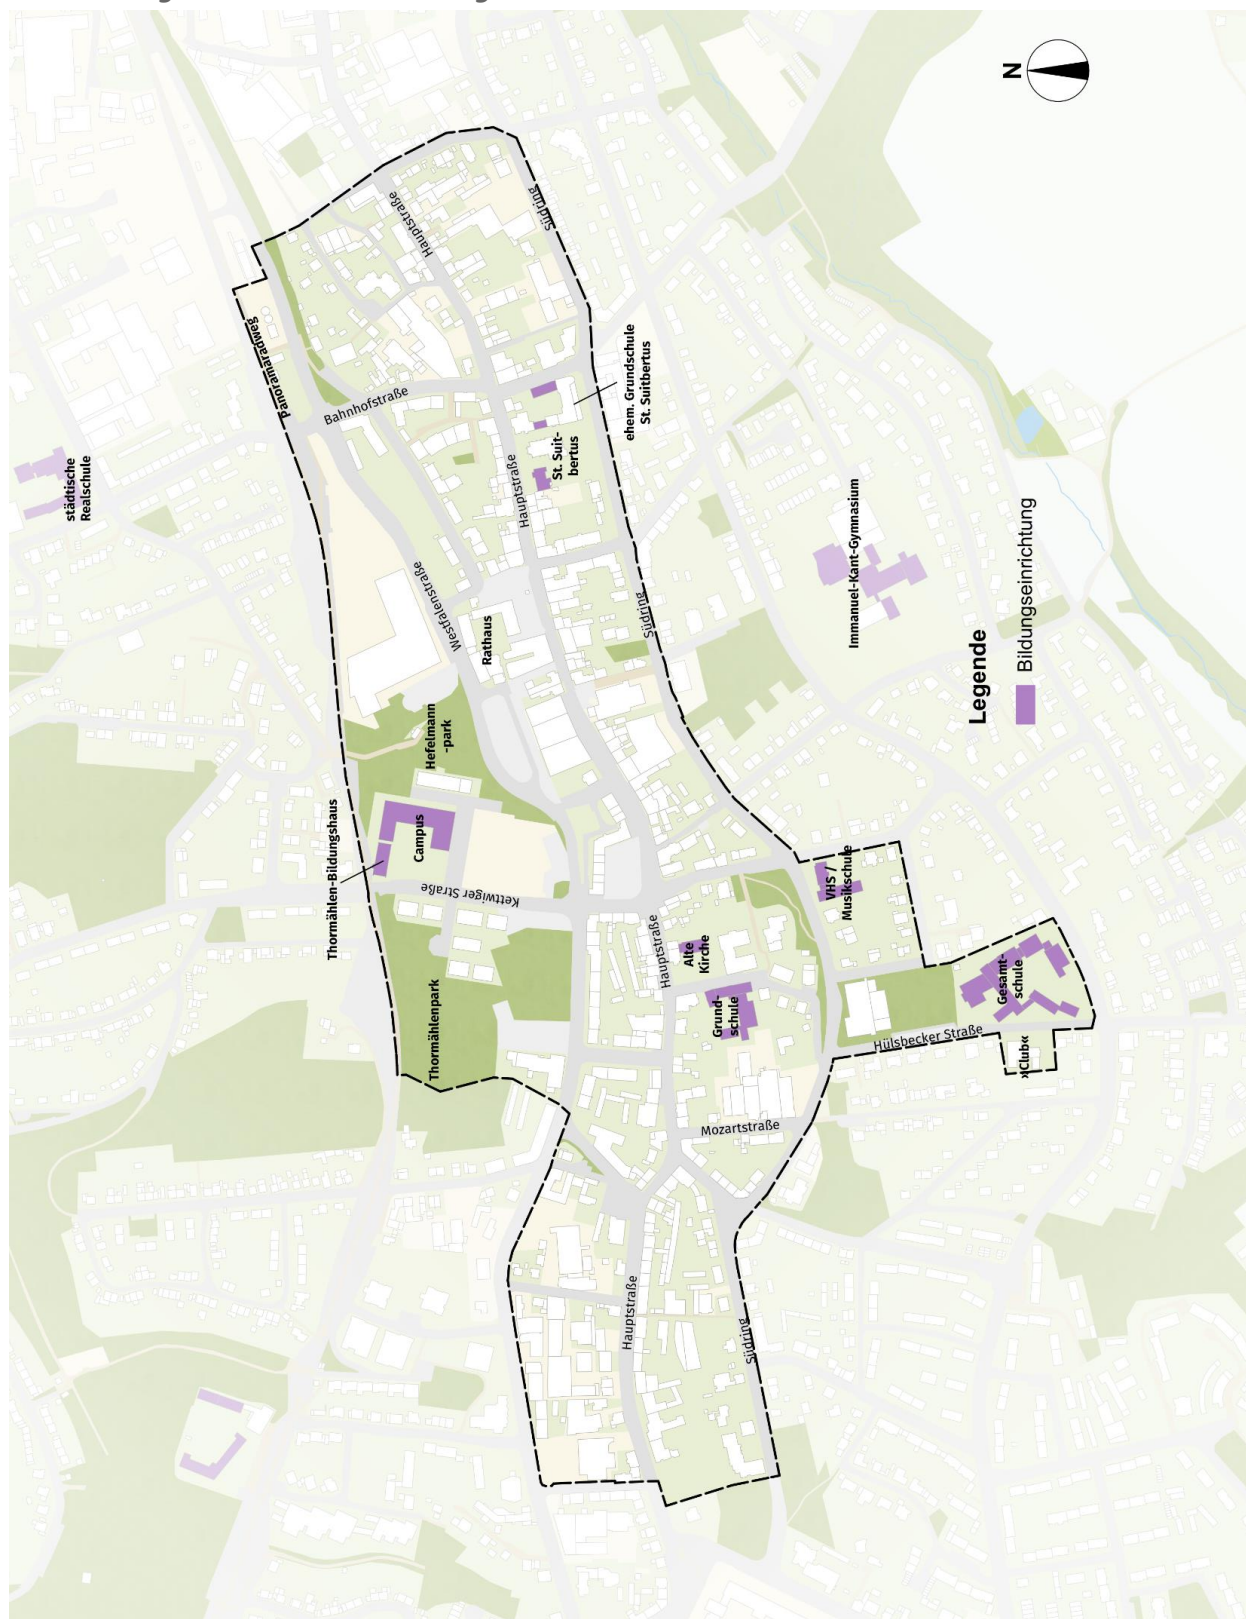 N
Hauptstraße
Südring
Panoramaradweg
Bahnhofstraße
ehem. Grundschule
St. Suitbertus
städtische
Realschule
St. Suit-
bertus
Hauptstraße
Westfalenstraße
Immanuel-Kant-Gymnasium
Südring
Rathaus
Legende
Bildungseinrichtung
Hefelmann
-park
Thormählen-Bildungshaus
Campus
Kettwiger Straße
VHS /
Musikschule
Hauptstraße
Alte
Kirche
Grund-
schule
Gesamt-
schule
Thormählenpark
Hülsbecker Straße
»Club«
Mozartstraße
Hauptstraße
Südring